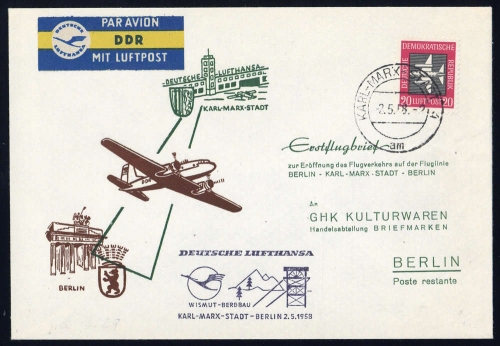 PAR AVION
DEUTSCHE
LUFTHANSA
DDR
MIT LUFTPOST
DEUTSCHE LUFTHANSA
KARL-MARX-STADT
DEUTSCHE DEMOKRATISCHE REPUBLIK
20 LUFTPOST 20
KARL-MARX-
2.5.58.-
am
Erstflugbrief
zur Eröffnung des Flugverkehrs auf der Fluglinie
BERLIN - KARL-MARX-STADT - BERLIN
An
GHK KULTURWAREN
Handelsabteilung BRIEFMARKEN
BERLIN
Poste restante
BERLIN
DEUTSCHE LUFTHANSA
WISMUT-BERGBAU
KARL-MARX-STADT-BERLIN 2.5.1958